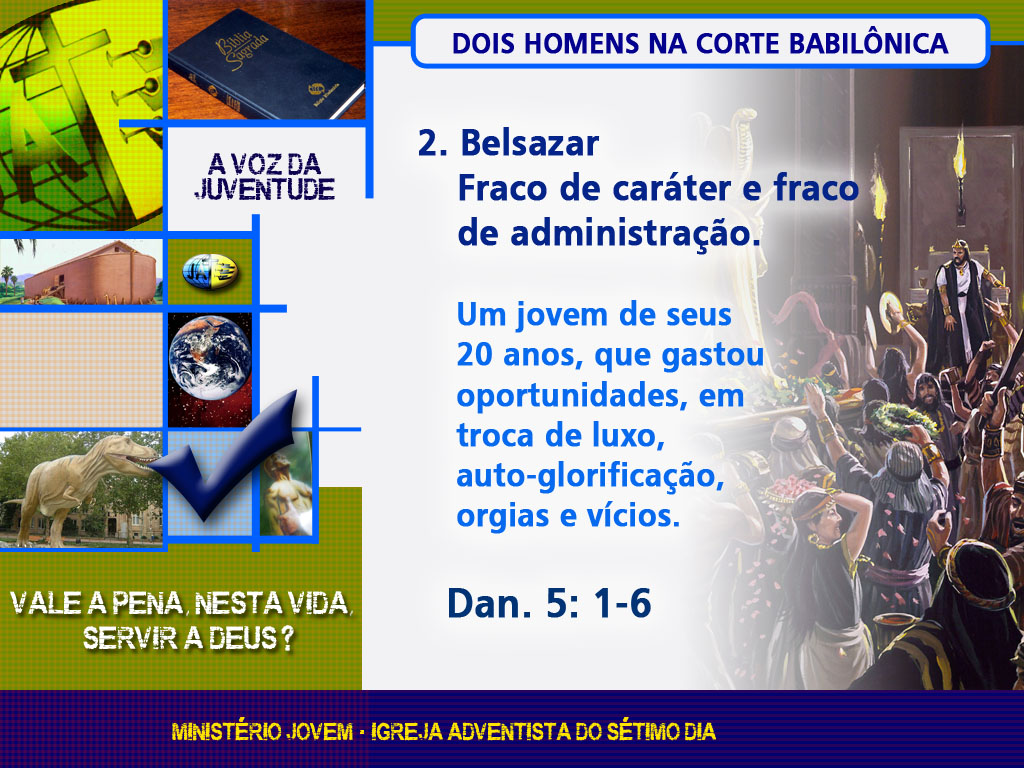 DOIS HOMENS NA CORTE BABILÔNICA
Bíblia
Sagrada
A VOZ DA
JUVENTUDE
2. Belsazar
Fraco de caráter e fraco
de administração.
Um jovem de seus
20 anos, que gastou
oportunidades, em
troca de luxo,
auto-glorificação,
orgias e vícios.
Dan. 5: 1-6
VALE A PENA, NESTA VIDA,
SERVIR A DEUS?
MINISTÉRIO JOVEM - IGREJA ADVENTISTA DO SÉTIMO DIA